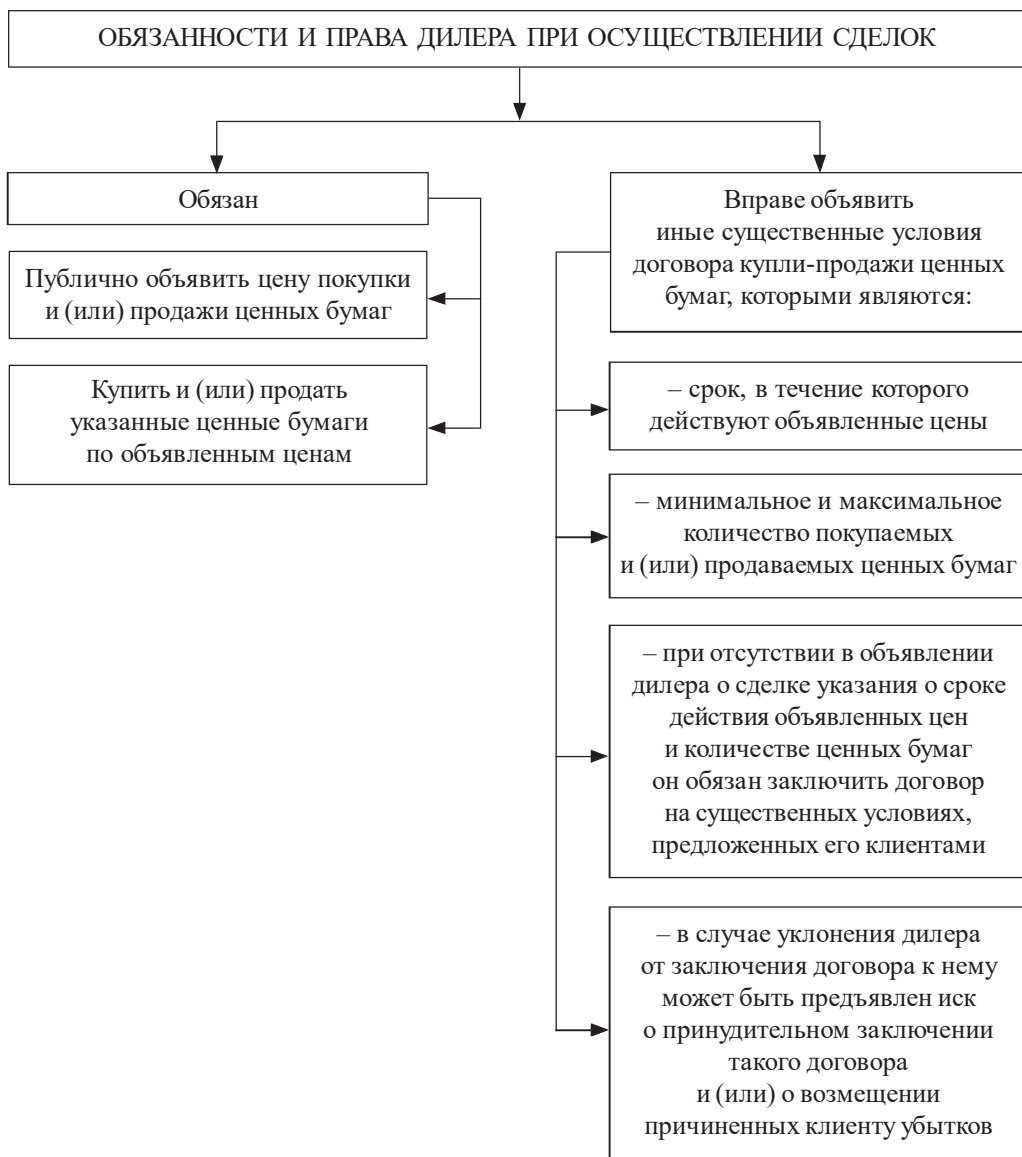 ОБЯЗАННОСТИ И ПРАВА ДИЛЕРА ПРИ ОСУЩЕСТВЛЕНИИ СДЕЛОК
Обязан
Публично объявить цену покупки
и (или) продажи ценных бумаг
Купить и (или) продать
указанные ценные бумаги
по объявленным ценам
Вправе объявить
иные существенные условия
договора купли-продажи ценных
бумаг, которыми являются:
– срок, в течение которого
действуют объявленные цены
– минимальное и максимальное
количество покупаемых
и (или) продаваемых ценных бумаг
– при отсутствии в объявлении
дилера о сделке указания о сроке
действия объявленных цен
и количестве ценных бумаг
он обязан заключить договор
на существенных условиях,
предложенных его клиентами
– в случае уклонения дилера
от заключения договора к нему
может быть предъявлен иск
о принудительном заключении
такого договора
и (или) о возмещении
причиненных клиенту убытков